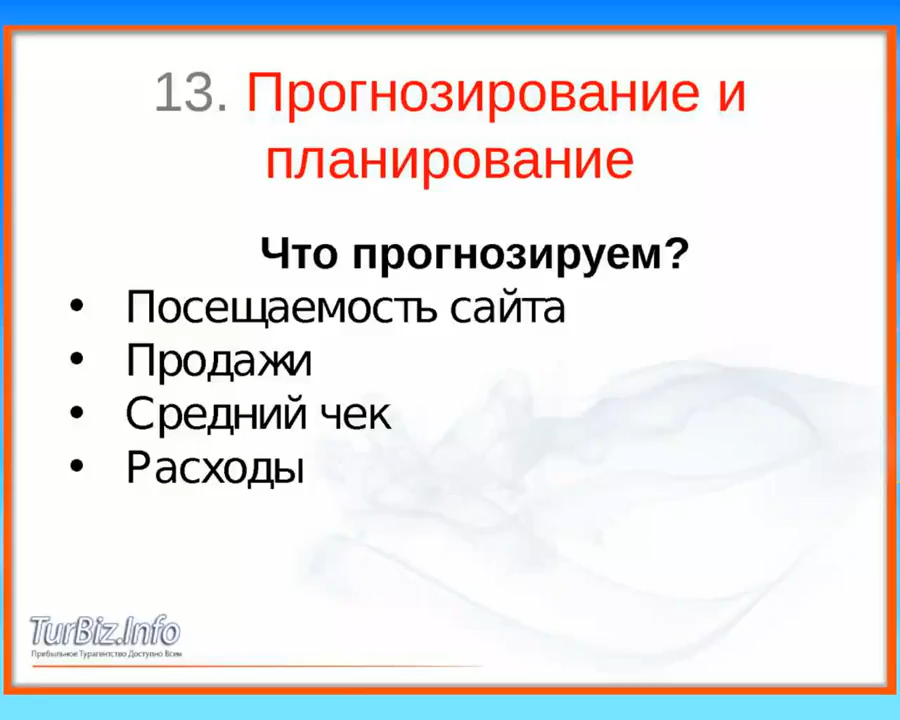 13. Прогнозирование и
планирование
Что прогнозируем?
• Посещаемость сайта
• Продажи
• Средний чек
• Расходы
TurBiz.Info
Прибыльное Турагентство Доступно Всем